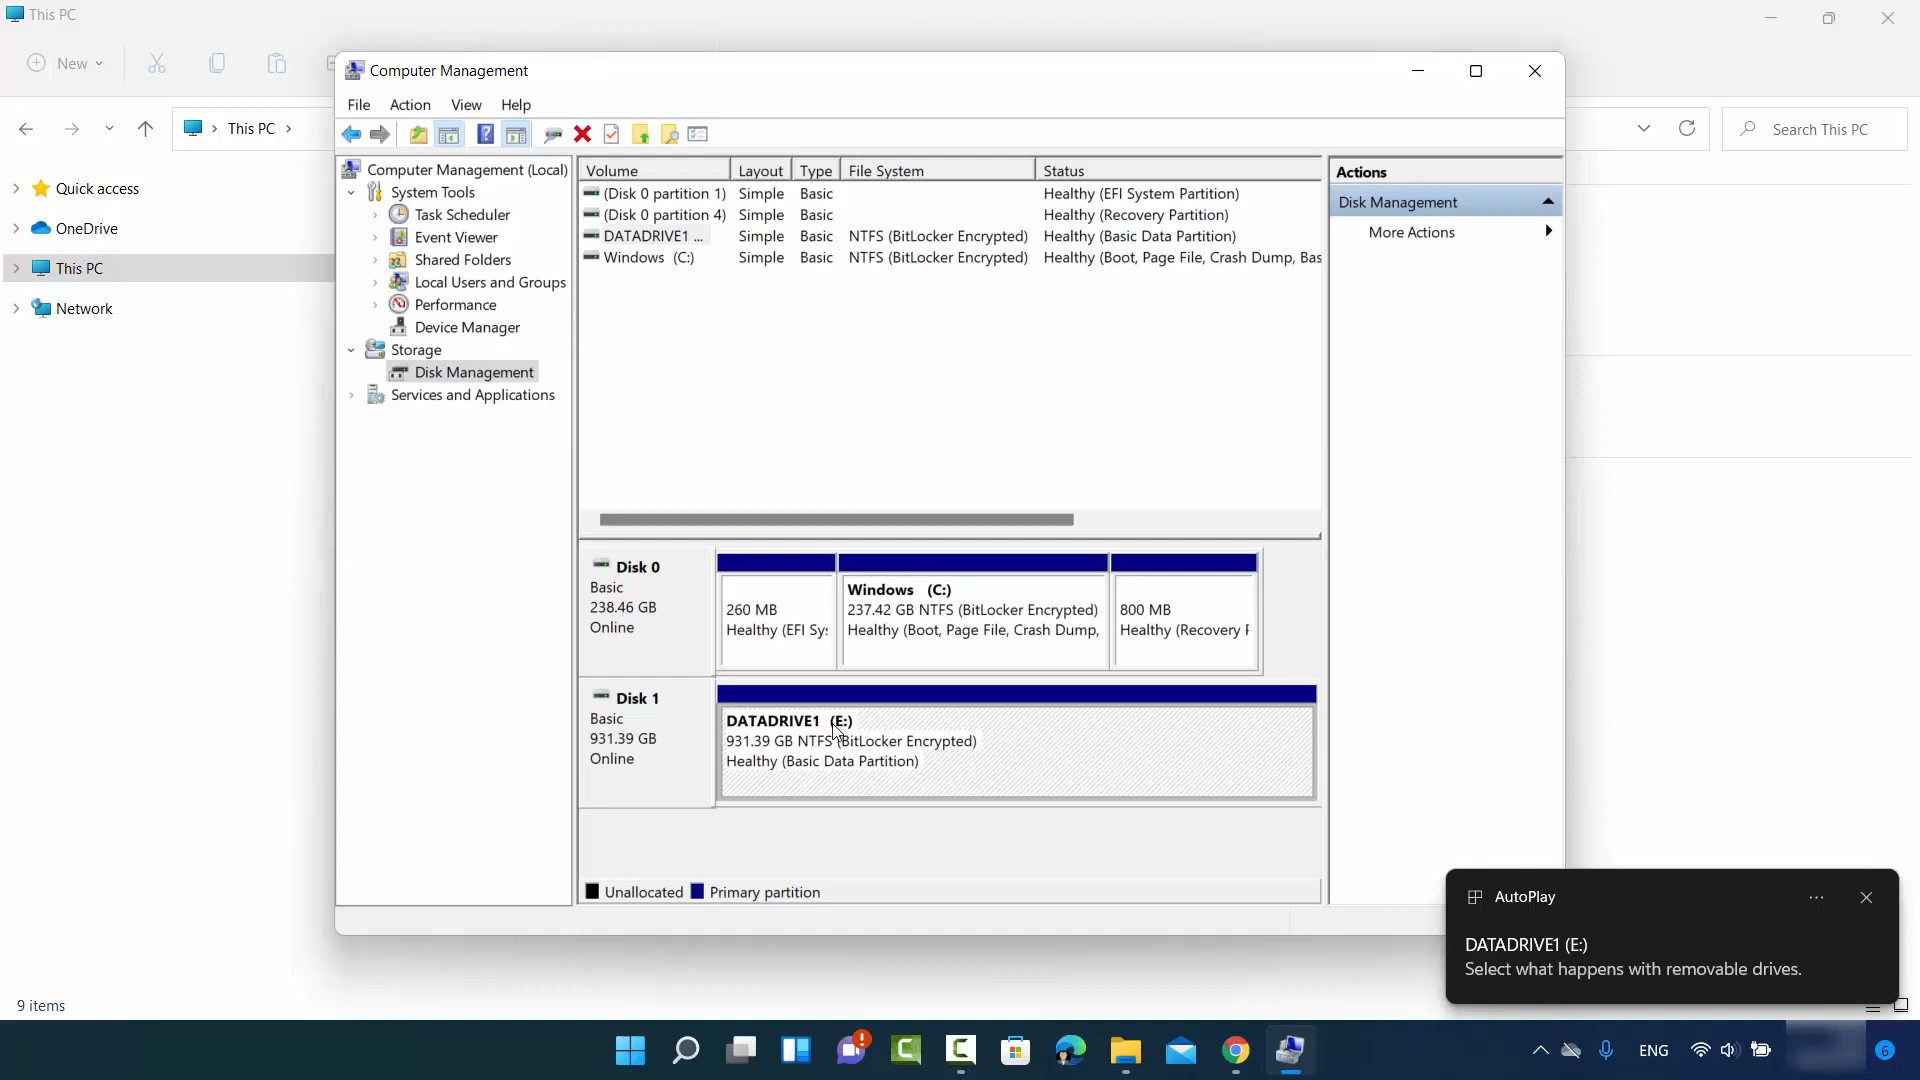 This PC
New
This PC
Search This PC
Quick access
OneDrive
This PC
Network
9 items
Computer Management
File Action View Help
Computer Management (Local)
System Tools
Task Scheduler
Event Viewer
Shared Folders
Local Users and Groups
Performance
Device Manager
Storage
Disk Management
Services and Applications
Volume Layout Type File System Status
(Disk 0 partition 1) Simple Basic Healthy (EFI System Partition)
(Disk 0 partition 4) Simple Basic Healthy (Recovery Partition)
DATADRIVE1 ... Simple Basic NTFS (BitLocker Encrypted) Healthy (Basic Data Partition)
Windows (C:) Simple Basic NTFS (BitLocker Encrypted) Healthy (Boot, Page File, Crash Dump, Bas
Disk 0
Basic
238.46 GB
Online
260 MB
Healthy (EFI Sys
Windows (C:)
237.42 GB NTFS (BitLocker Encrypted)
Healthy (Boot, Page File, Crash Dump,
800 MB
Healthy (Recovery P
Disk 1
Basic
931.39 GB
Online
DATADRIVE1 (E:)
931.39 GB NTFS (BitLocker Encrypted)
Healthy (Basic Data Partition)
Unallocated Primary partition
Actions
Disk Management
More Actions
AutoPlay
DATADRIVE1 (E:)
Select what happens with removable drives.
ENG
6